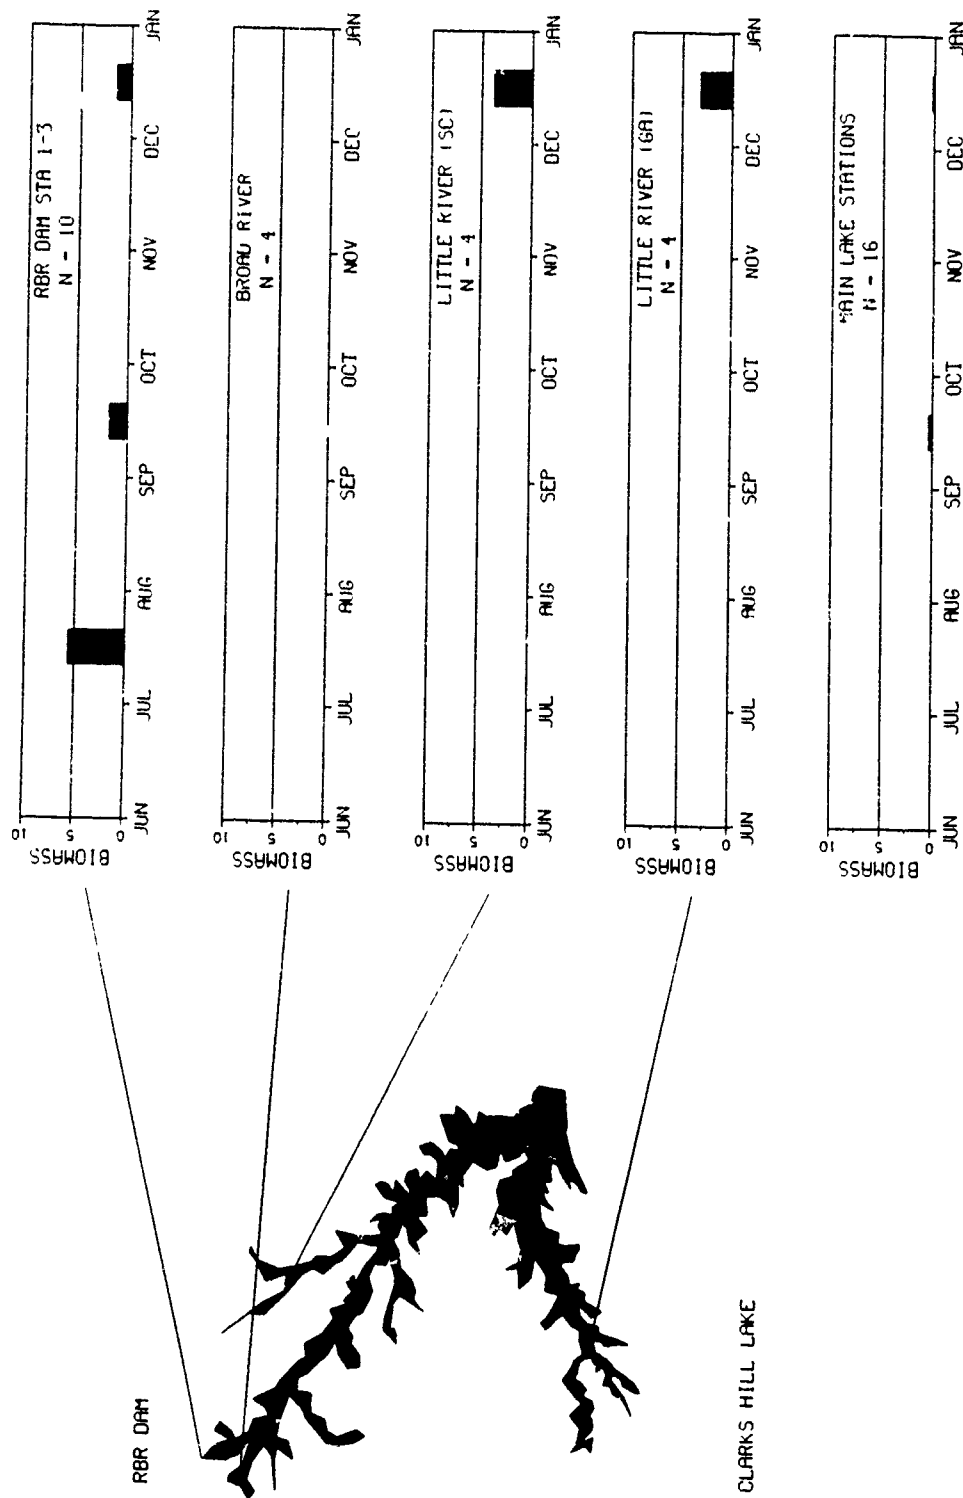 RBR DAM STA 1-3
N - 10
BIOMASS
10
5
0
JUN
JUL
AUG
SEP
OCT
NOV
DEC
JAN
BROAD RIVER
N - 4
BIOMASS
10
5
0
JUN
JUL
AUG
SEP
OCT
NOV
DEC
JAN
LITTLE RIVER (SC)
N - 4
BIOMASS
10
5
0
JUN
JUL
AUG
SEP
OCT
NOV
DEC
JAN
LITTLE RIVER (GA)
N - 4
BIOMASS
10
5
0
JUN
JUL
AUG
SEP
OCT
NOV
DEC
JAN
MAIN LAKE STATIONS
N - 16
BIOMASS
10
5
0
JUN
JUL
AUG
SEP
OCT
NOV
DEC
JAN
RBR DAM
CLARKS HILL LAKE